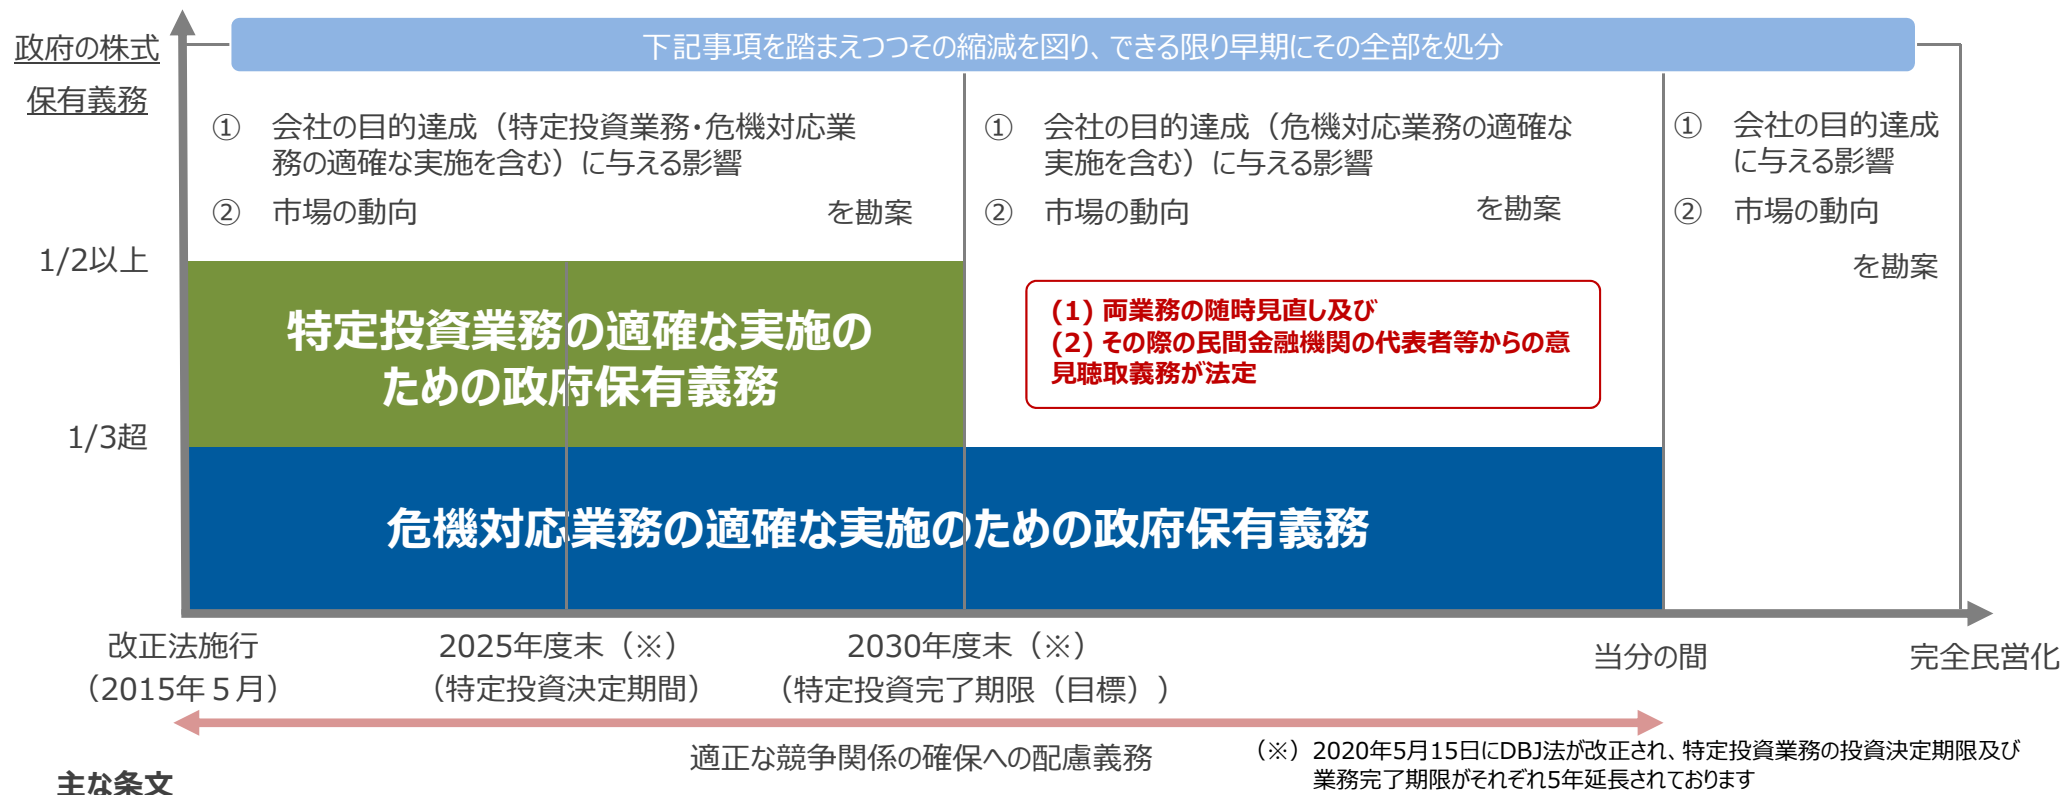 政府の株式
保有義務
下記事項を踏まえつつその縮減を図り、できる限り早期にその全部を処分
① 会社の目的達成（特定投資業務・危機対応業
務の適確な実施を含む）に与える影響
② 市場の動向 を勘案
① 会社の目的達成（危機対応業務の適確な
実施を含む）に与える影響
② 市場の動向 を勘案
① 会社の目的達成
に与える影響
② 市場の動向
を勘案
1/2以上
特定投資業務の適確な実施の
ための政府保有義務
(1) 両業務の随時見直し及び
(2) その際の民間金融機関の代表者等からの意
見聴取義務が法定
1/3超
危機対応業務の適確な実施のための政府保有義務
改正法施行
（2015年５月）
2025年度末（※）
（特定投資決定期間）
2030年度末（※）
（特定投資完了期限（目標））
当分の間
完全民営化
適正な競争関係の確保への配慮義務
（※）2020年5月15日にDBJ法が改正され、特定投資業務の投資決定期限及び
業務完了期限がそれぞれ5年延長されております
主な条文